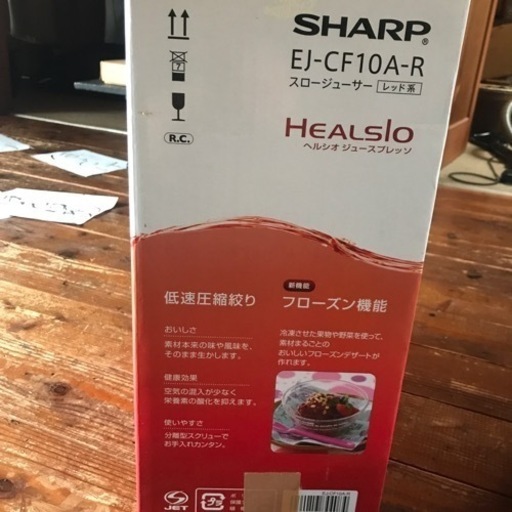 SHARP®
EJ-CF10A-R
スロージューサー レッド系
HEALSIO
ヘルシオ ジュースプレッソ
7
R.C.
低速圧縮絞り
おいしさ
素材本来の味や風味を、
そのまま生かします。
健康効果
空気の混入が少なく
栄養素の酸化を抑えます。
使いやすさ
分離型スクリューで
お手入れカンタン。
新機能
フローズン機能
冷凍させた果物や野菜を使って、
素材まるごとの
おいしいフローズンデザートが
作れます。
JET
EJ-CF10A-R